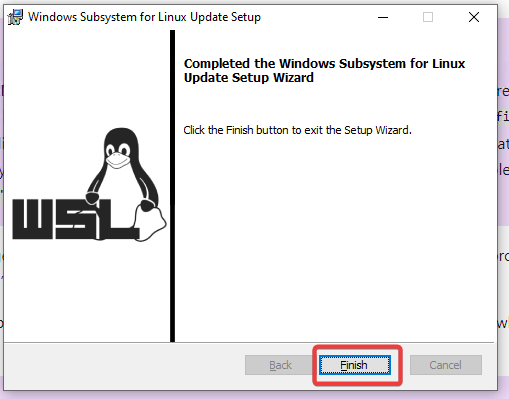 Windows Subsystem for Linux Update Setup
Completed the Windows Subsystem for Linux
Update Setup Wizard
Click the Finish button to exit the Setup Wizard.
WSL
Back
Finish
Cancel